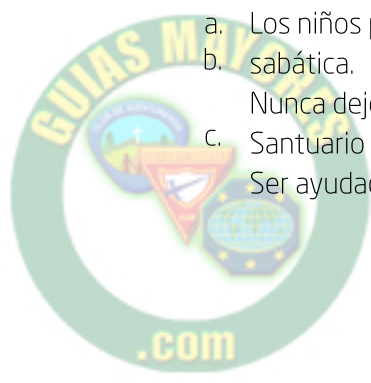 a. Los niños
b. sabática.
Nunca
c. Santuario
Ser
GUIAS MAYORES
.com